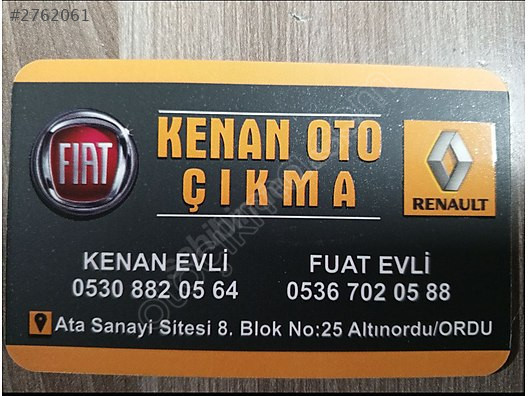 #2762061
FIAT
KENAN OTO
ÇIKMA
RENAULT
KENAN EVLİ
0530 882 05 64
FUAT EVLİ
0536 702 05 88
Ata Sanayi Sitesi 8. Blok No:25 Altınordu/ORDU